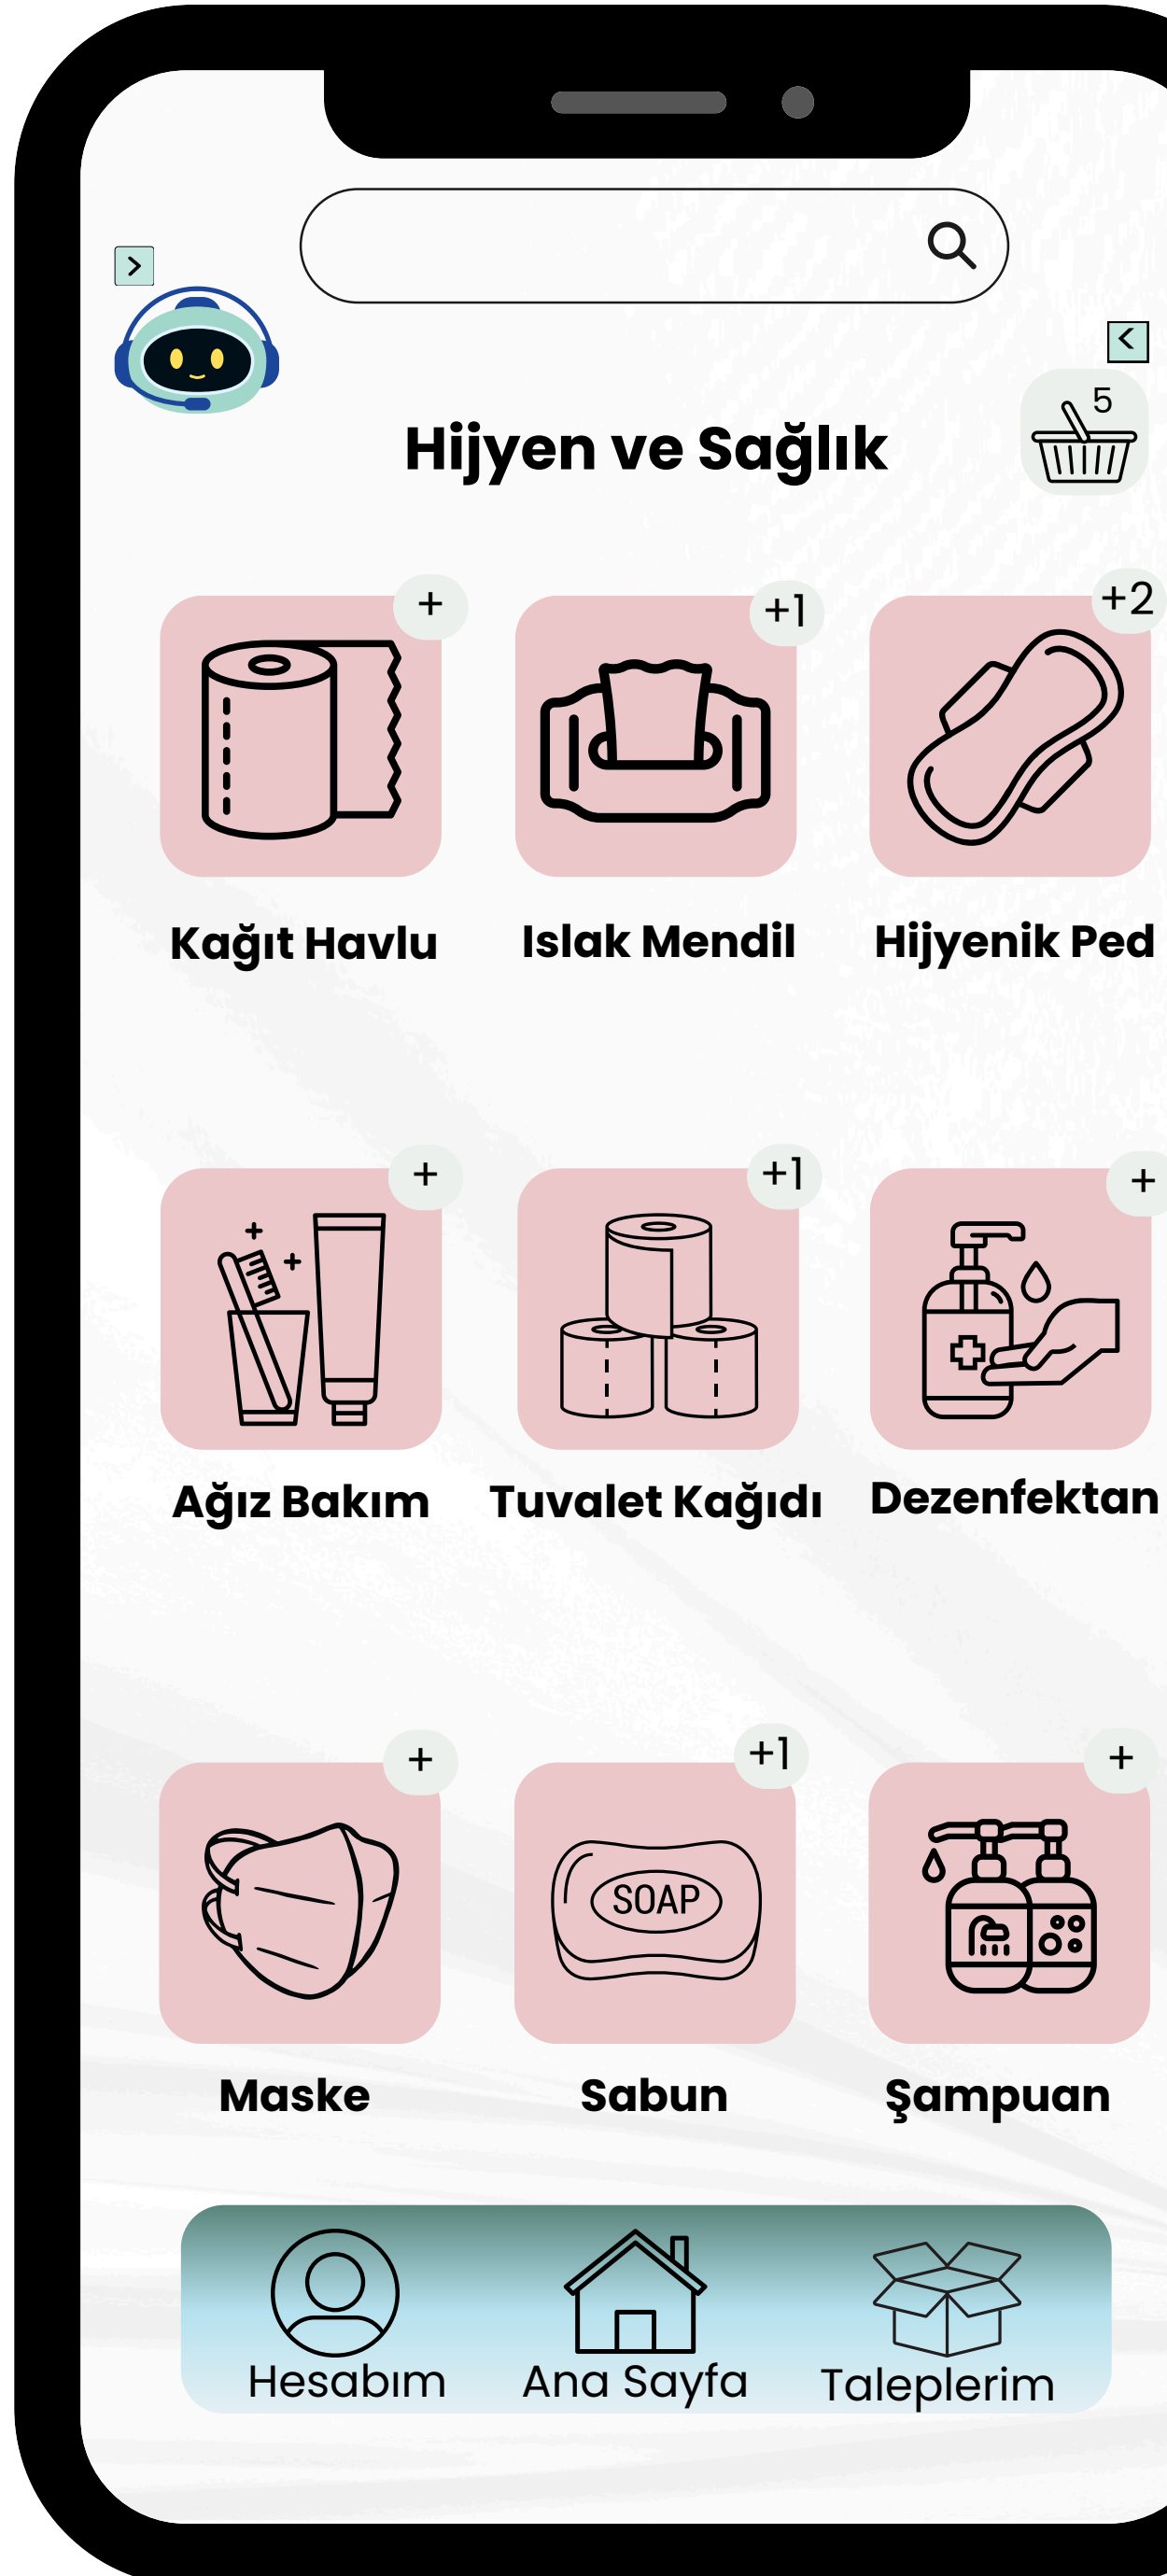 >
<
5
Hijyen ve Sağlık
+ +1 +2
Kağıt Havlu Islak Mendil Hijyenik Ped
+ +1 +
Ağız Bakım Tuvalet Kağıdı Dezenfektan
+ +1 +
SOAP
Maske Sabun Şampuan
Hesabım Ana Sayfa Taleplerim